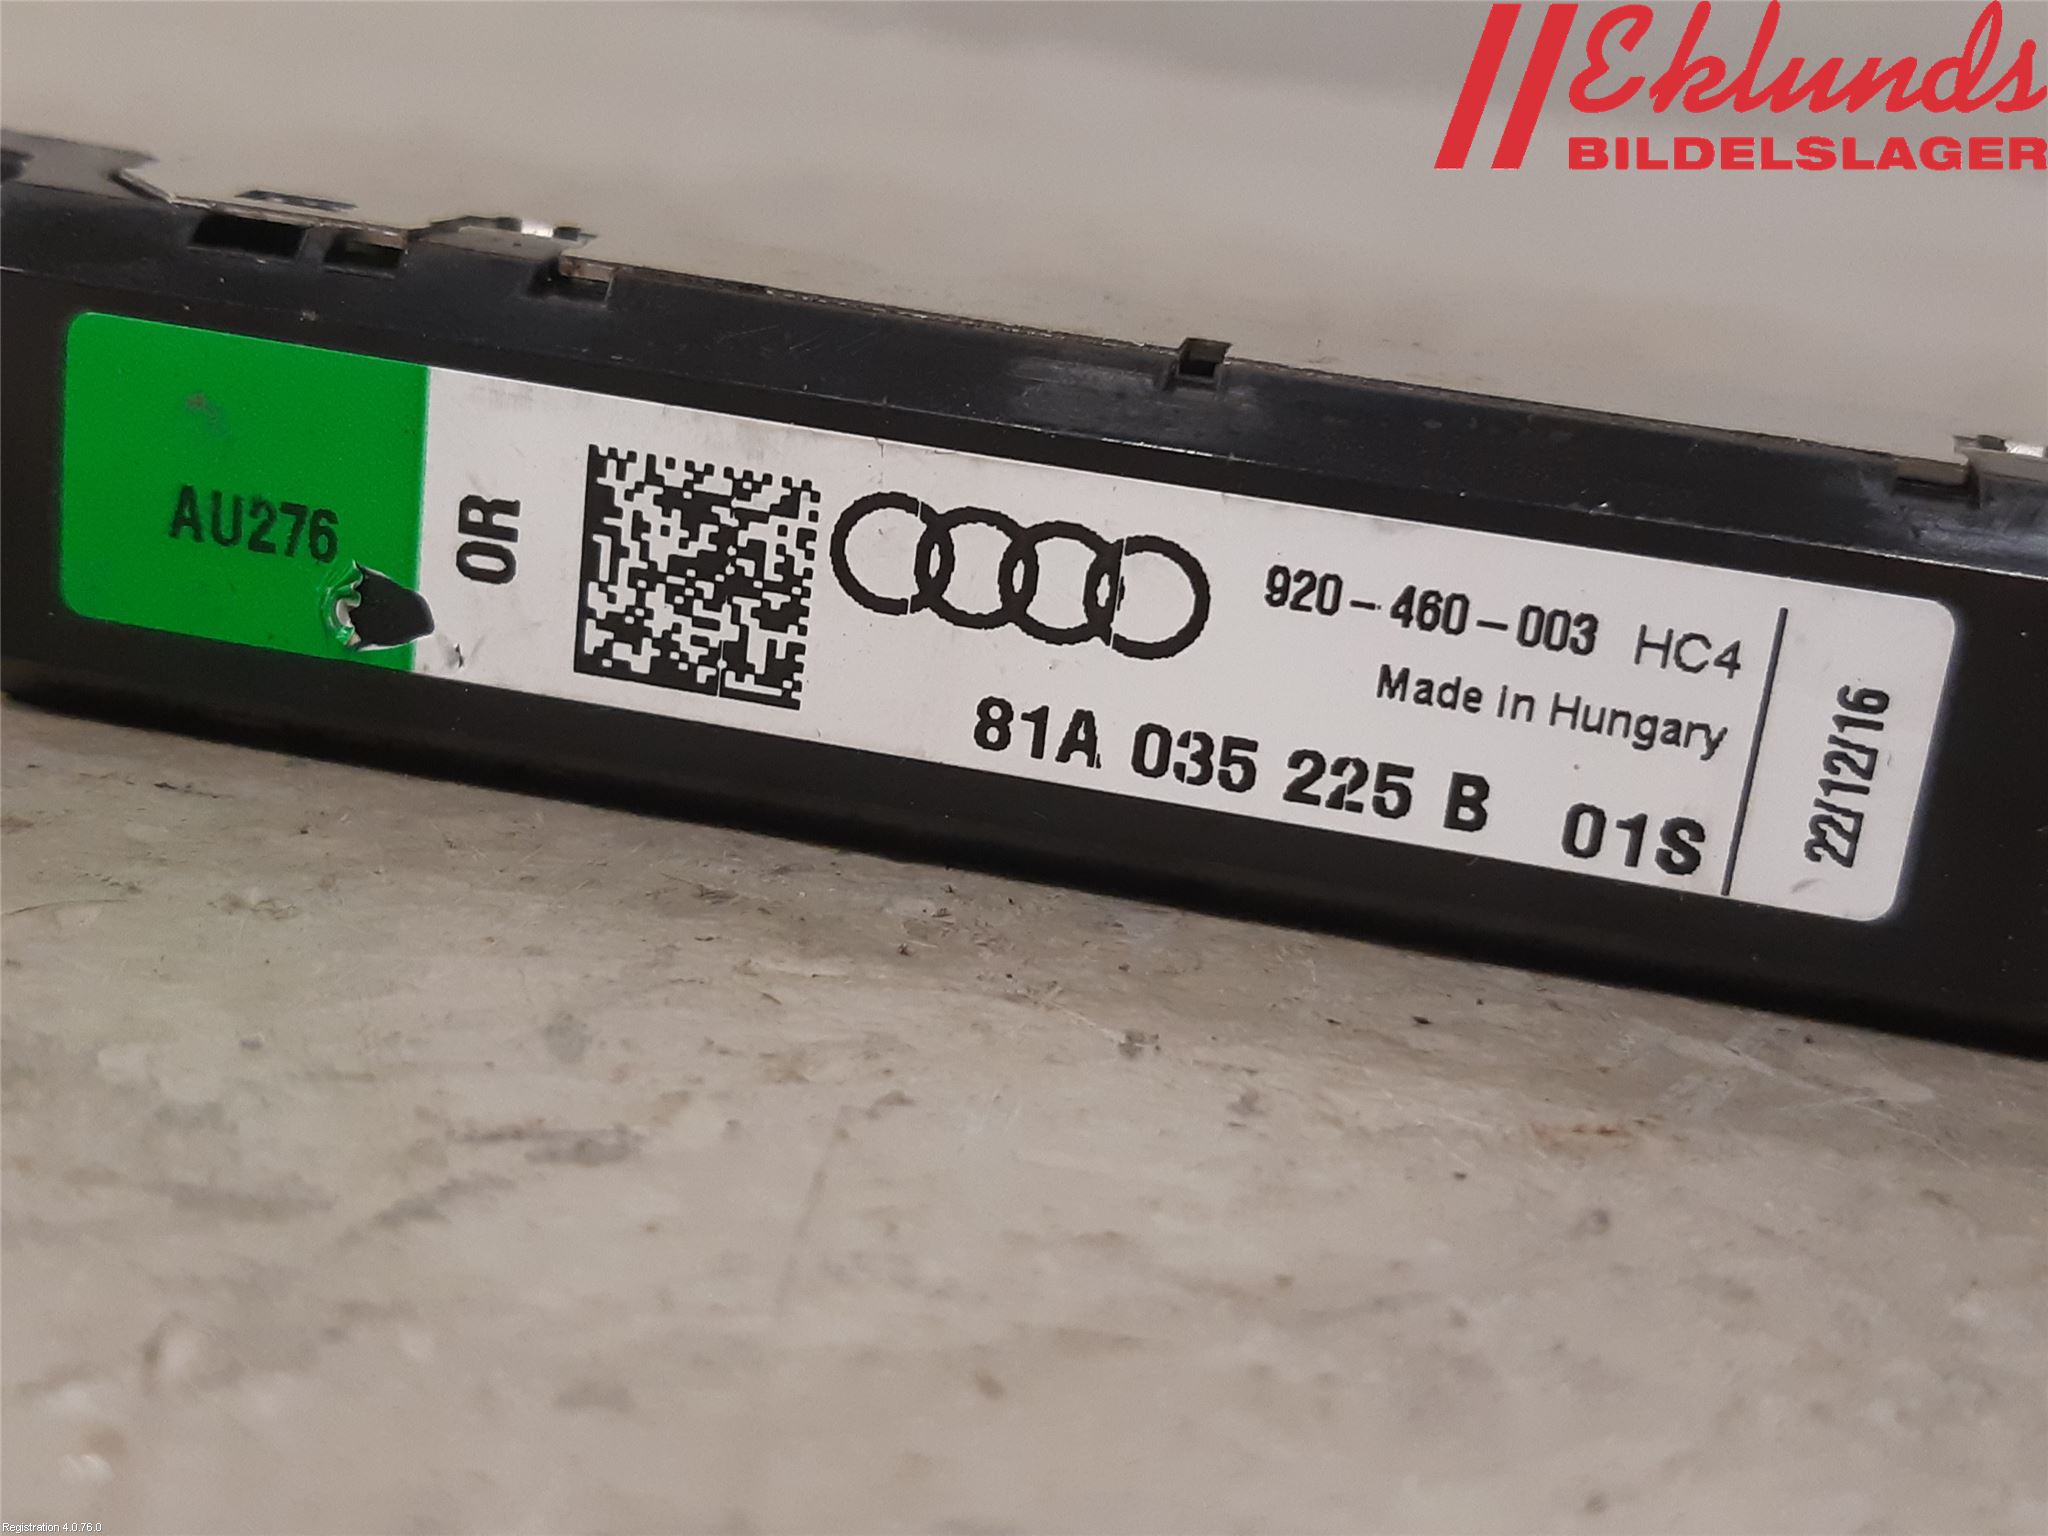 Eklunds
BILDELSLAGER
AU276
OR
920-460-003 HC4
Made in Hungary
81A 035 225 B 01S
22/12/16
Registration 4.0.76.0